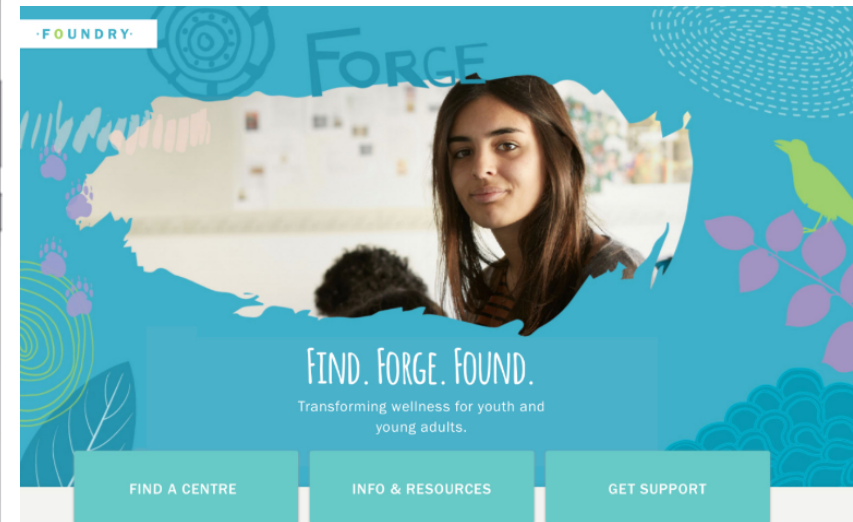 ·FOUNDRY·
FORGE
FIND. FORGE. FOUND.
Transforming wellness for youth and
young adults.
FIND A CENTRE
INFO & RESOURCES
GET SUPPORT